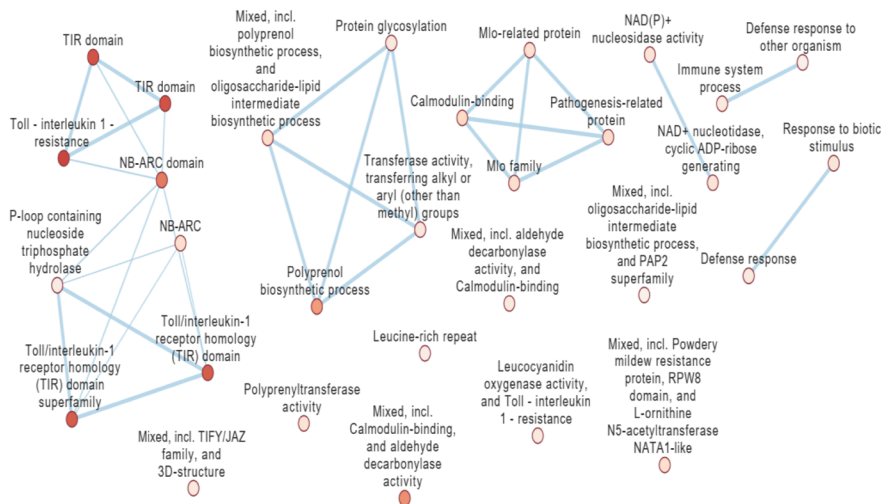 TIR domain
TIR domain
Toll - interleukin 1 -
resistance
NB-ARC domain
P-loop containing
nucleoside
triphosphate
hydrolase
NB-ARC
Toll/interleukin-1
receptor homology
(TIR) domain
Toll/interleukin-1
receptor homology
(TIR) domain
superfamily
Mixed, incl. TIFY/JAZ
family, and
3D-structure
Mixed, incl.
polyprenol
biosynthetic process,
and
oligosaccharide-lipid
intermediate
biosynthetic process
Protein glycosylation
Transferase activity,
transferring alkyl or
aryl (other than
methyl) groups
Polyprenol
biosynthetic process
Polyprenyltransferase
activity
Leucine-rich repeat
Mixed, incl.
Calmodulin-binding,
and aldehyde
decarbonylase
activity
Mlo-related protein
Calmodulin-binding
Pathogenesis-related
protein
Mlo family
Mixed, incl. aldehyde
decarbonylase
activity, and
Calmodulin-binding
Leucocyanidin
oxygenase activity,
and Toll - interleukin
1 - resistance
NAD(P)+
nucleosidase activity
NAD+ nucleotidase,
cyclic ADP-ribose
generating
Mixed, incl.
oligosaccharide-lipid
intermediate
biosynthetic process,
and PAP2
superfamily
Mixed, incl. Powdery
mildew resistance
protein, RPW8
domain, and
L-ornithine
N5-acetyltransferase
NATA1-like
Defense response to
other organism
Immune system
process
Response to biotic
stimulus
Defense response